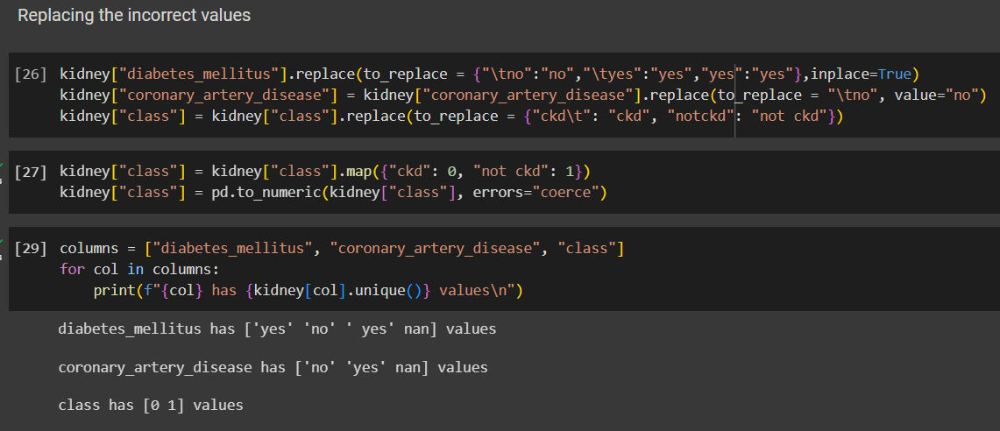 Replacing the incorrect values
[26] kidney["diabetes_mellitus"].replace(to_replace = {"\tno":"no","\tyes":"yes","yes":"yes"},inplace=True)
kidney["coronary_artery_disease"] = kidney["coronary_artery_disease"].replace(to_replace = "\tno", value="no")
kidney["class"] = kidney["class"].replace(to_replace = {"ckd\t": "ckd", "notckd": "not ckd"})
[27] kidney["class"] = kidney["class"].map({"ckd": 0, "not ckd": 1})
kidney["class"] = pd.to_numeric(kidney["class"], errors="coerce")
[29] columns = ["diabetes_mellitus", "coronary_artery_disease", "class"]
for col in columns:
    print(f"{col} has {kidney[col].unique()} values\n")
diabetes_mellitus has ['yes' 'no' ' yes' nan] values
coronary_artery_disease has ['no' 'yes' nan] values
class has [0 1] values